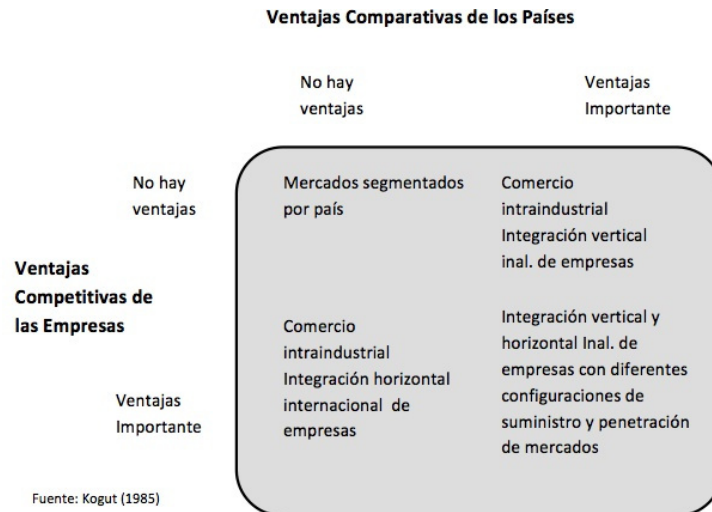 Ventajas Comparativas de los Países
No hay
ventajas
Ventajas
Importante
No hay
ventajas
Mercados segmentados
por país
Comercio
intraindustrial
Integración vertical
inal. de empresas
Ventajas
Competitivas de
las Empresas
Ventajas
Importante
Comercio
intraindustrial
Integración horizontal
internacional de
empresas
Integración vertical y
horizontal Inal. de
empresas con diferentes
configuraciones de
suministro y penetración
de mercados
Fuente: Kogut (1985)